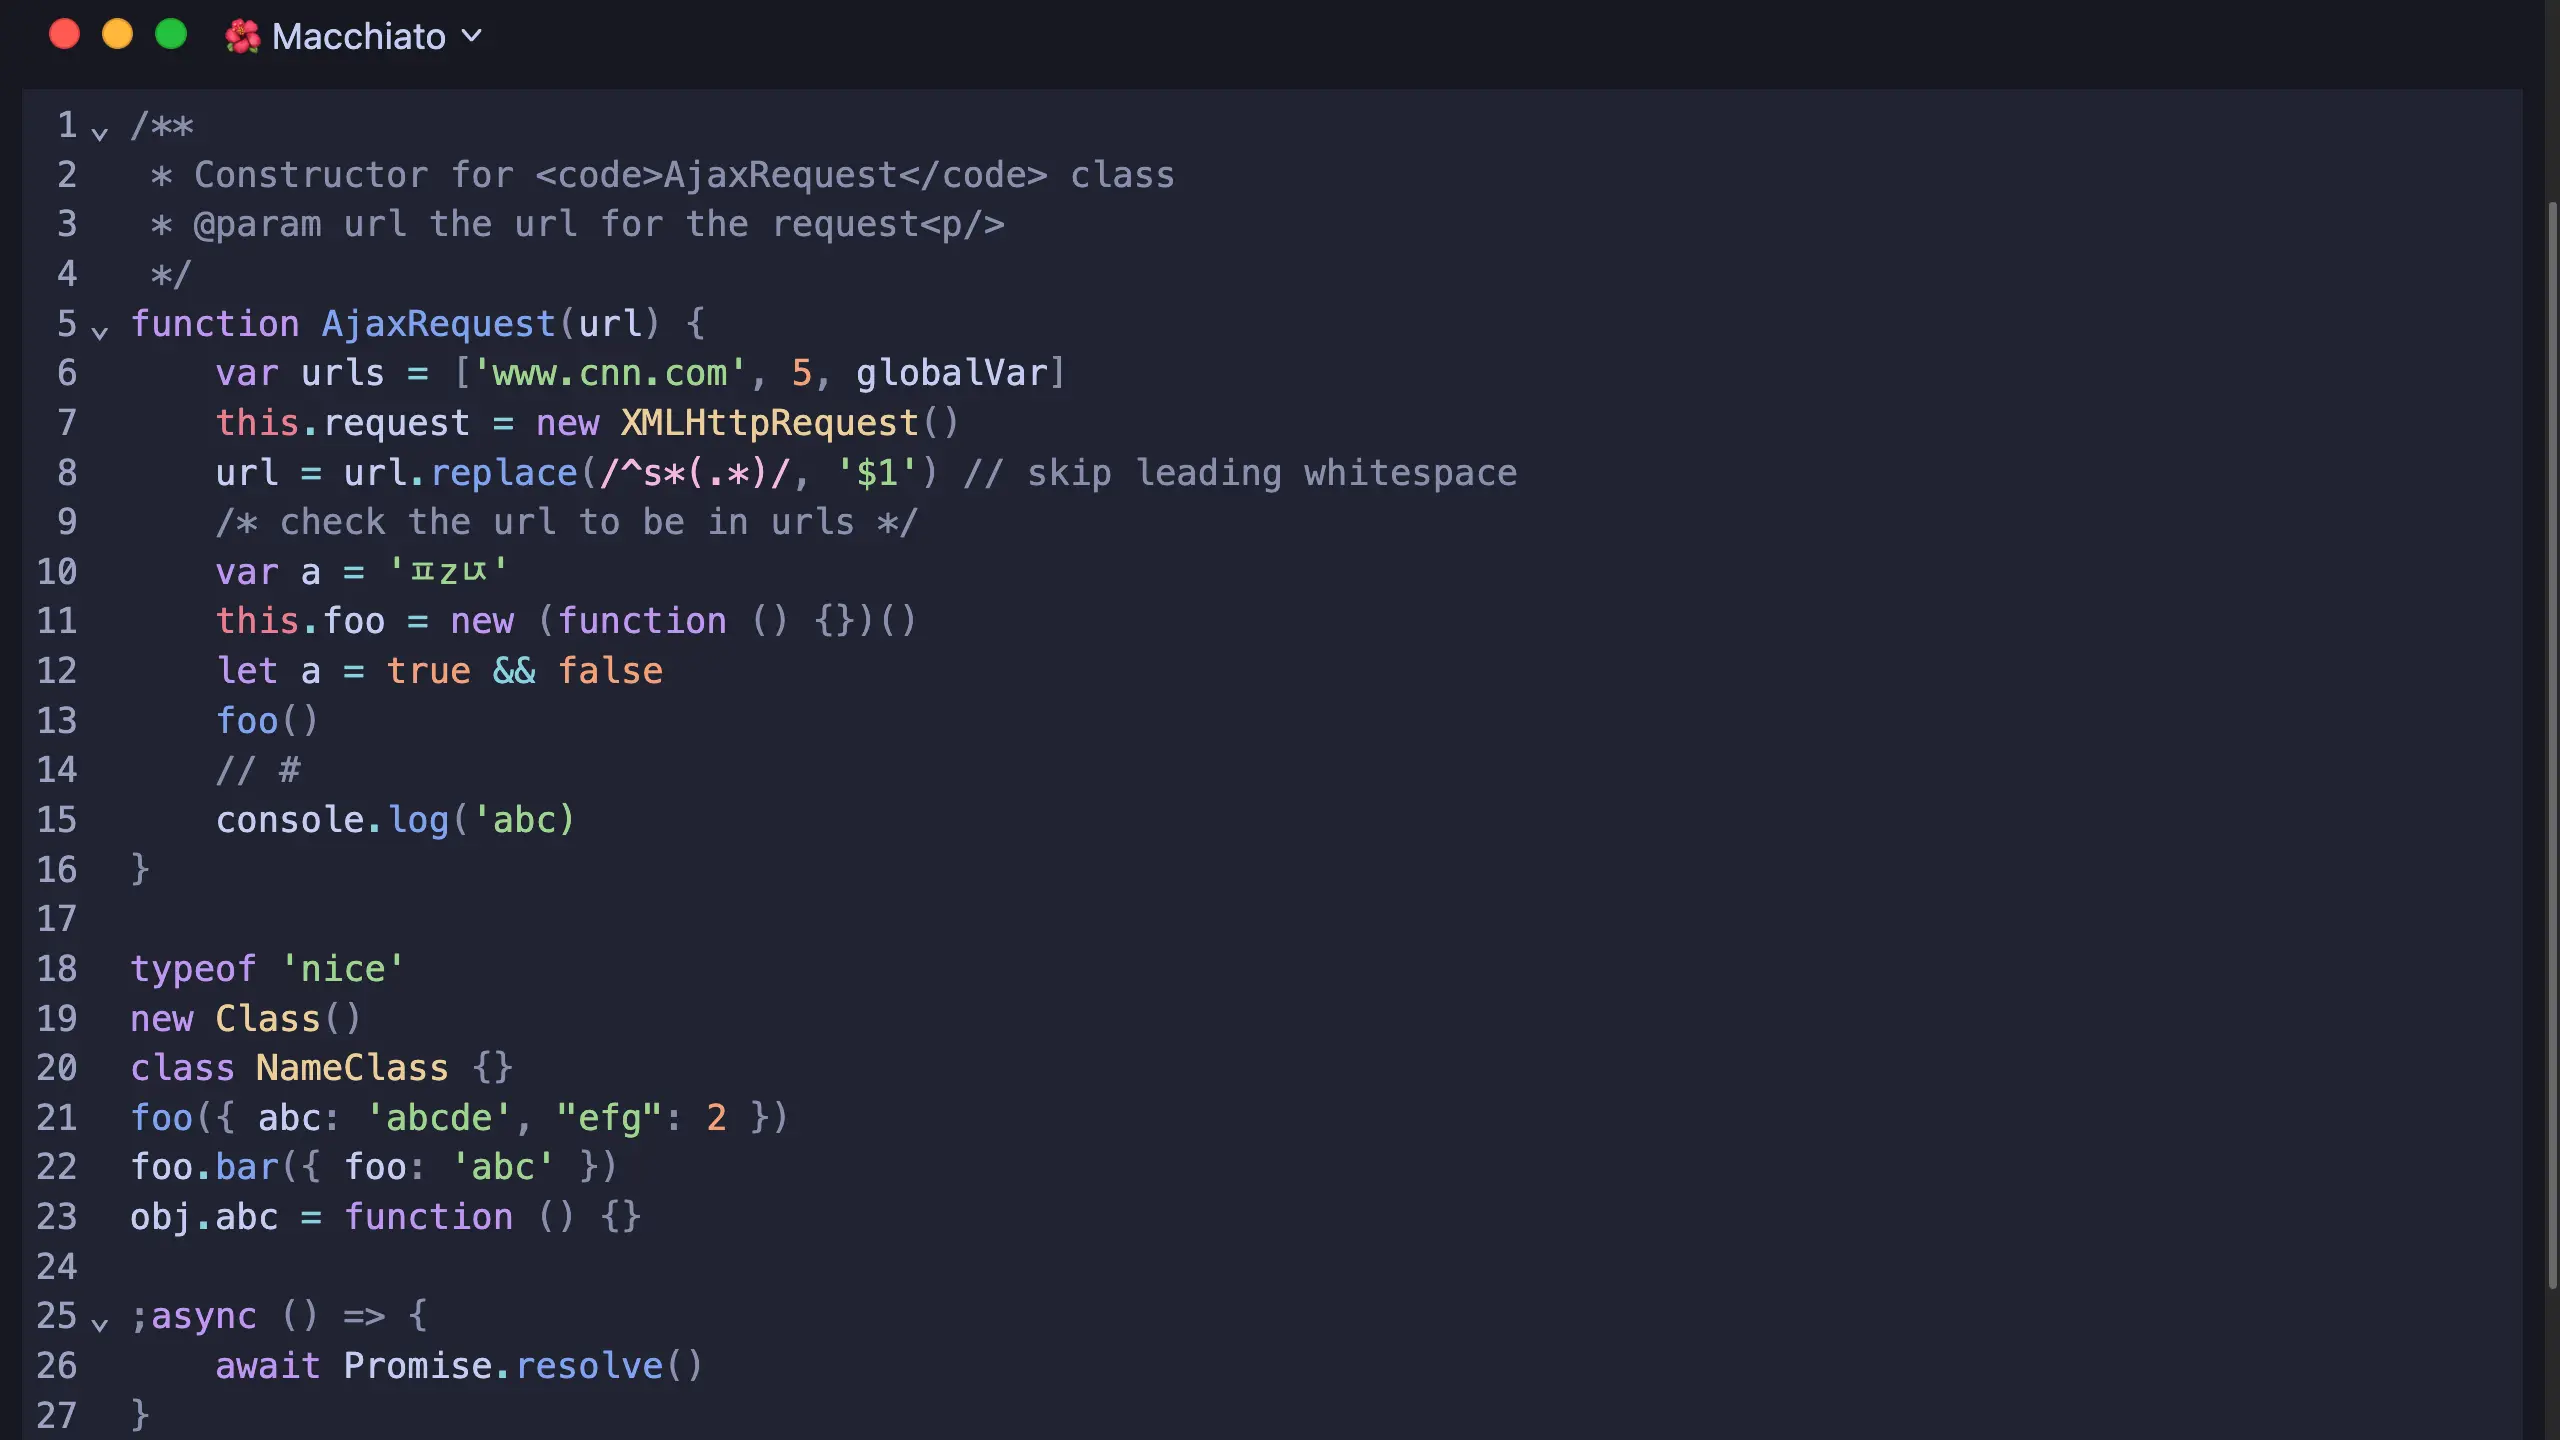 🌺 Macchiato
1 /**
2  * Constructor for <code>AjaxRequest</code> class
3  * @param url the url for the request<p/>
4  */
5 function AjaxRequest(url) {
6     var urls = ['www.cnn.com', 5, globalVar]
7     this.request = new XMLHttpRequest()
8     url = url.replace(/^s*(.*)/, '$1') // skip leading whitespace
9     /* check the url to be in urls */
10     var a = 'ㅍzㄵ'
11     this.foo = new (function () {})()
12     let a = true && false
13     foo()
14     // #
15     console.log('abc)
16 }
17
18 typeof 'nice'
19 new Class()
20 class NameClass {}
21 foo({ abc: 'abcde', "efg": 2 })
22 foo.bar({ foo: 'abc' })
23 obj.abc = function () {}
24
25 ;async () => {
26     await Promise.resolve()
27 }